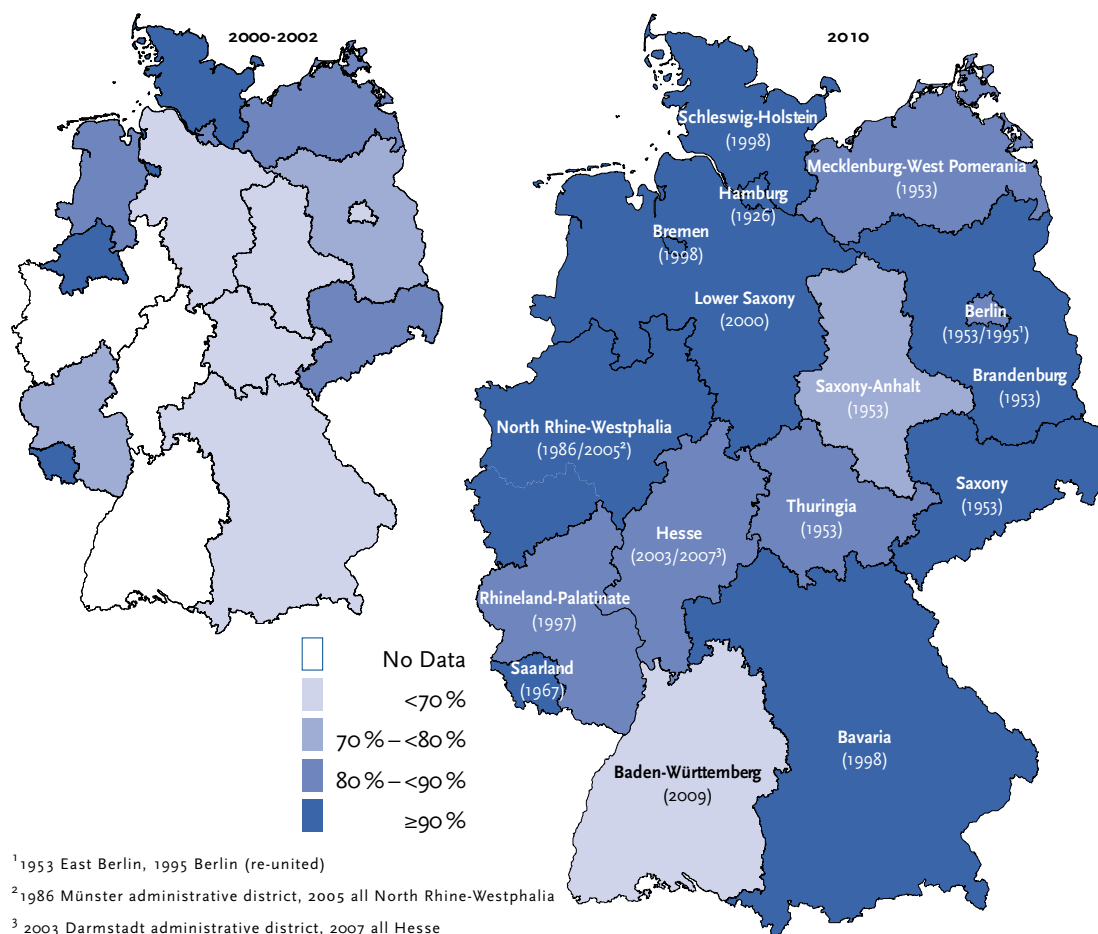 2000-2002
2010
Schleswig-Holstein
(1998)
Mecklenburg-West Pomerania
(1953)
Hamburg
(1926)
Bremen
(1998)
Lower Saxony
(2000)
Berlin
(1953/1995¹)
Brandenburg
(1953)
Saxony-Anhalt
(1953)
North Rhine-Westphalia
(1986/2005²)
Saxony
(1953)
Thuringia
(1953)
Hesse
(2003/2007³)
Rhineland-Palatinate
(1997)
Saarland
(1967)
Bavaria
(1998)
Baden-Württemberg
(2009)
No Data
<70 %
70 % – <80 %
80 % – <90 %
≥90 %
¹ 1953 East Berlin, 1995 Berlin (re-united)
² 1986 Münster administrative district, 2005 all North Rhine-Westphalia
³ 2003 Darmstadt administrative district, 2007 all Hesse